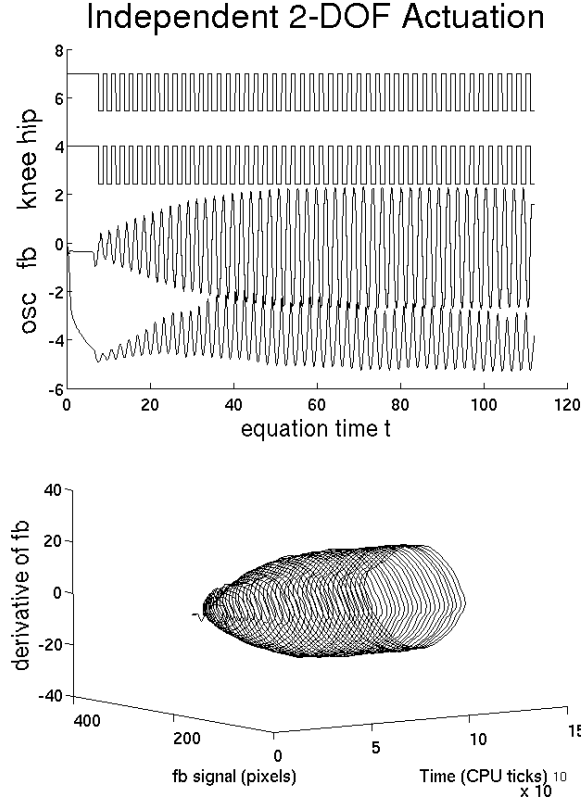 Independent 2-DOF Actuation
8
6
4
2
0
-2
-4
-6
osc fb knee hip
0 20 40 60 80 100 120
equation time t
40
20
0
-20
-40
derivative of fb
400
200
0
5
10
15
fb signal (pixels)
Time (CPU ticks) 10
x 10